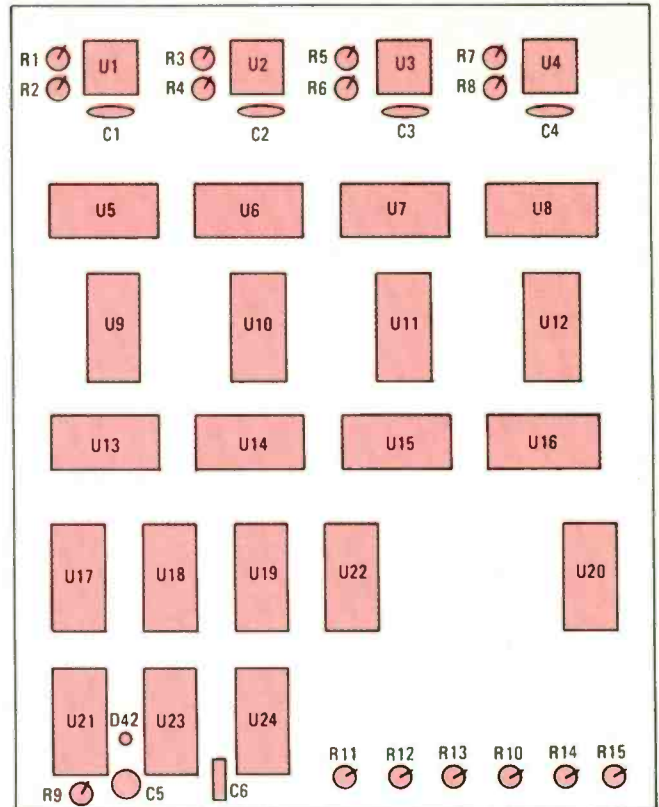 R1 U1 R3 U2 R5 U3 R7 U4
R2 R4 R6 R8
C1 C2 C3 C4
U5 U6 U7 U8
U9 U10 U11 U12
U13 U14 U15 U16
U17 U18 U19 U22 U20
U21 D42 U23 U24
R11 R12 R13 R10 R14 R15
R9 C5 C6